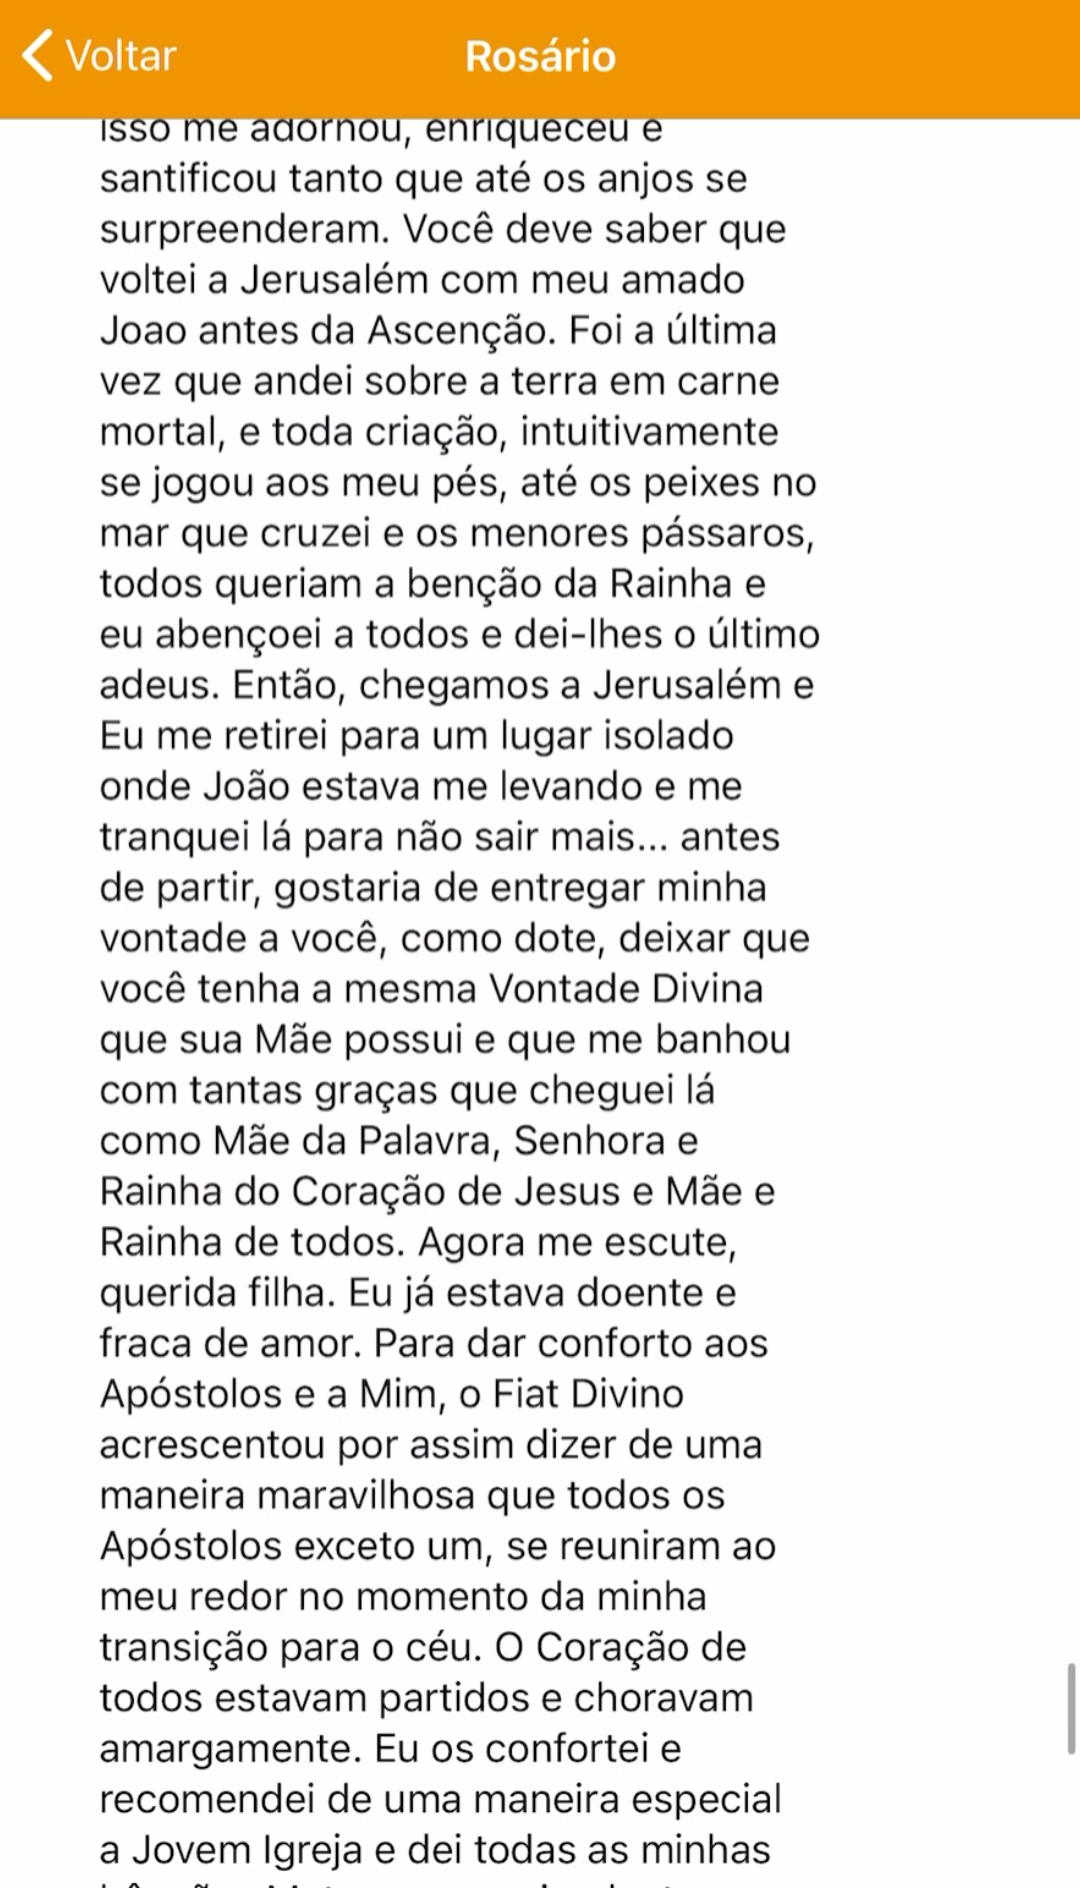 Voltar
Rosário
isso me adornou, enriqueceu e
santificou tanto que até os anjos se
surpreenderam. Você deve saber que
voltei a Jerusalém com meu amado
Joao antes da Ascenção. Foi a última
vez que andei sobre a terra em carne
mortal, e toda criação, intuitivamente
se jogou aos meu pés, até os peixes no
mar que cruzei e os menores pássaros,
todos queriam a benção da Rainha e
eu abençoei a todos e dei-lhes o último
adeus. Então, chegamos a Jerusalém e
Eu me retirei para um lugar isolado
onde João estava me levando e me
tranquei lá para não sair mais... antes
de partir, gostaria de entregar minha
vontade a você, como dote, deixar que
você tenha a mesma Vontade Divina
que sua Mãe possui e que me banhou
com tantas graças que cheguei lá
como Mãe da Palavra, Senhora e
Rainha do Coração de Jesus e Mãe e
Rainha de todos. Agora me escute,
querida filha. Eu já estava doente e
fraca de amor. Para dar conforto aos
Apóstolos e a Mim, o Fiat Divino
acrescentou por assim dizer de uma
maneira maravilhosa que todos os
Apóstolos exceto um, se reuniram ao
meu redor no momento da minha
transição para o céu. O Coração de
todos estavam partidos e choravam
amargamente. Eu os confortei e
recomendei de uma maneira especial
a Jovem Igreja e dei todas as minhas